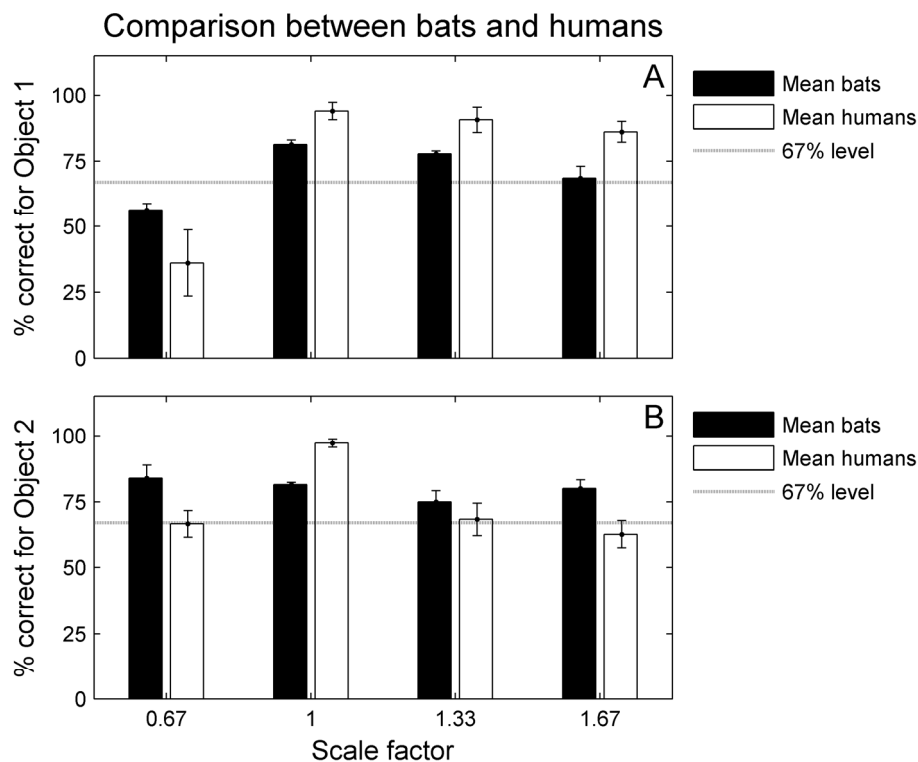 Comparison between bats and humans
% correct for Object 1
100
75
50
25
0
A
Mean bats
Mean humans
67% level
% correct for Object 2
100
75
50
25
0
B
Mean bats
Mean humans
67% level
0.67 1 1.33 1.67
Scale factor